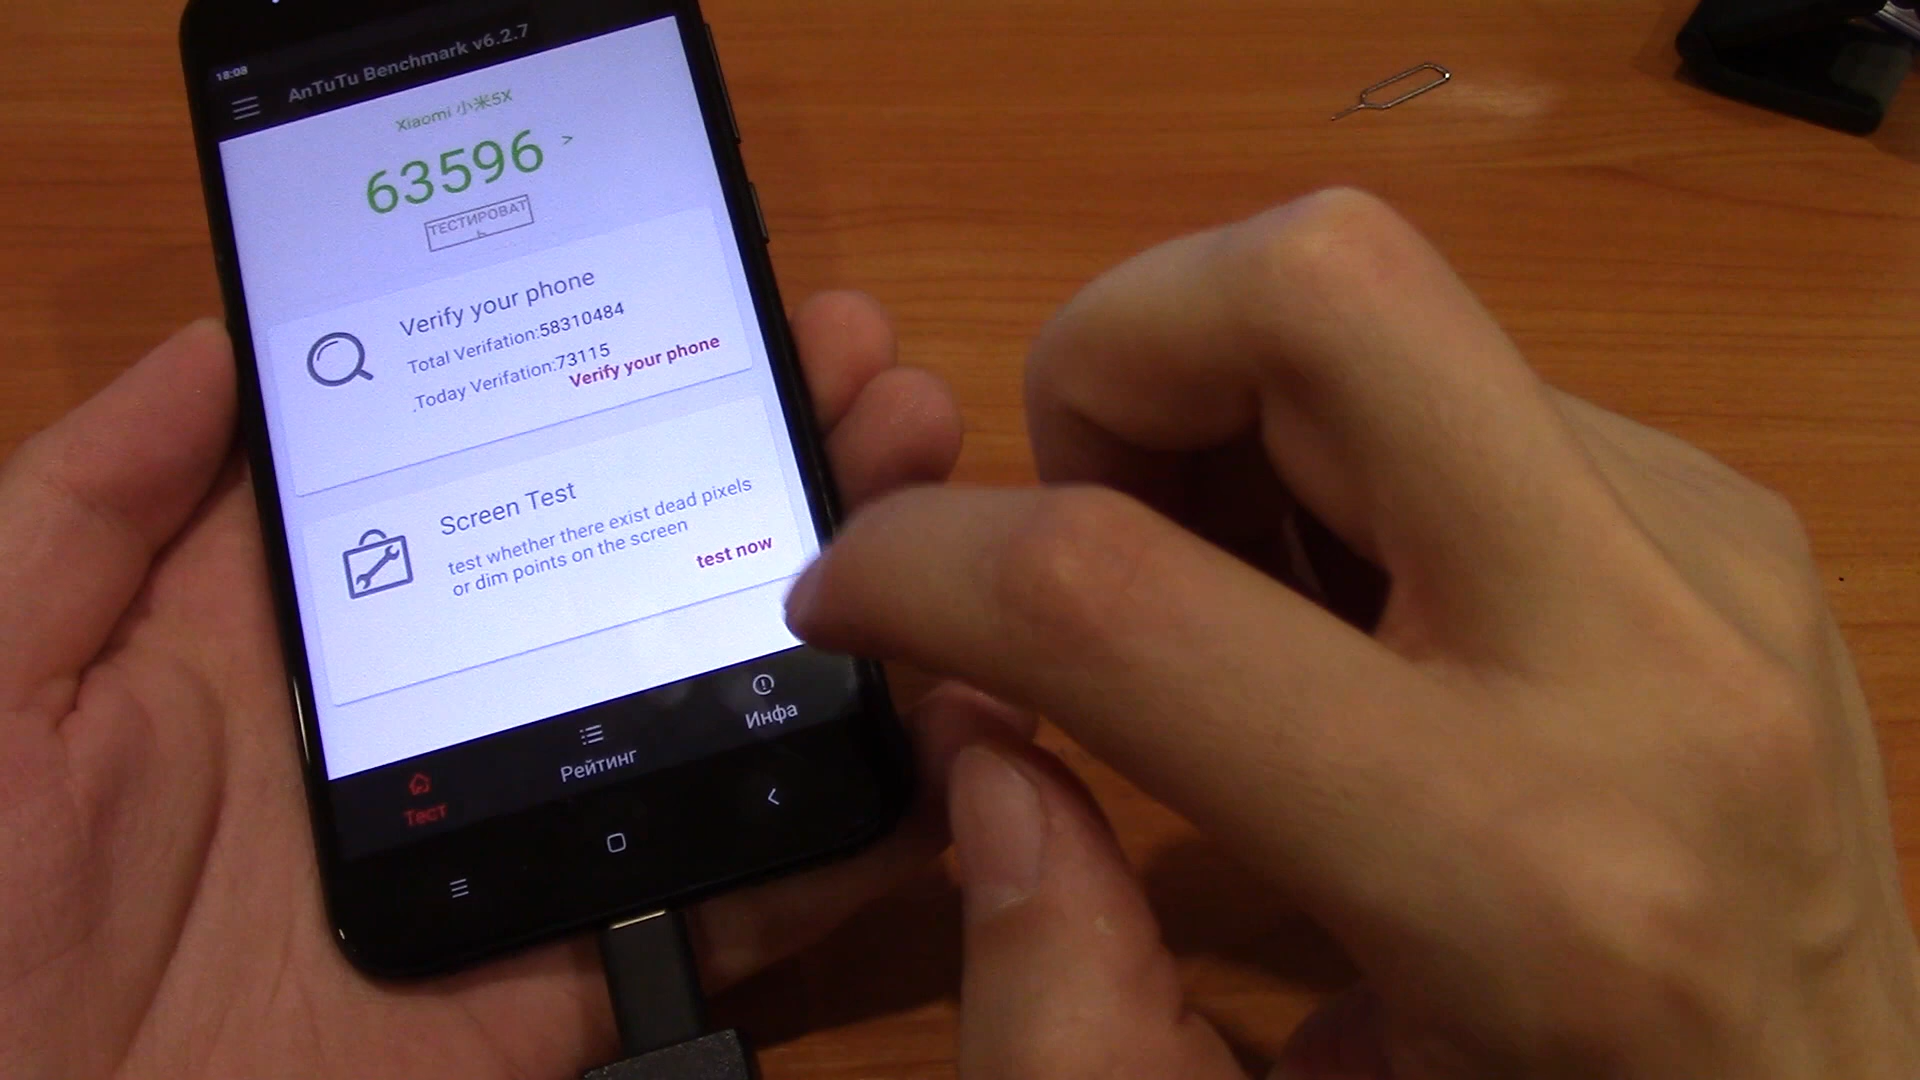 18:08
AnTuTu Benchmark v6.2.7
Xiaomi 小米5X
63596 >
ТЕСТИРОВАТ
Ь
Verify your phone
Total Verifation:58310484
.Today Verifation:73115
Verify your phone
Screen Test
test whether there exist dead pixels
or dim points on the screen
test now
Тест
Рейтинг
Инфа